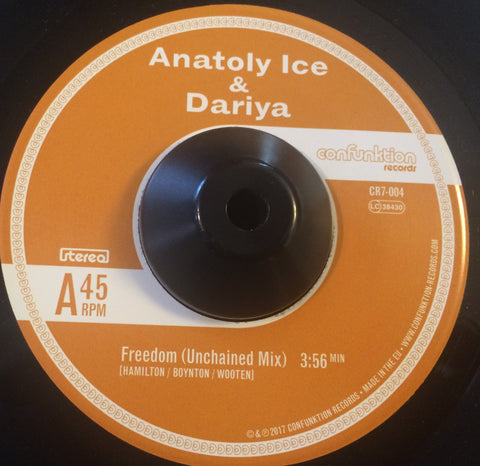 Anatoly Ice
&
Dariya
confunktion
records
CR7-004
LC 38430
stereo
A 45
RPM
Freedom (Unchained Mix) 3:56 MIN
[HAMILTON / BOYNTON / WOOTEN]
©&℗ 2017 CONFUNKTION RECORDS • MADE IN THE EU • WWW.CONFUNKTION-RECORDS.COM